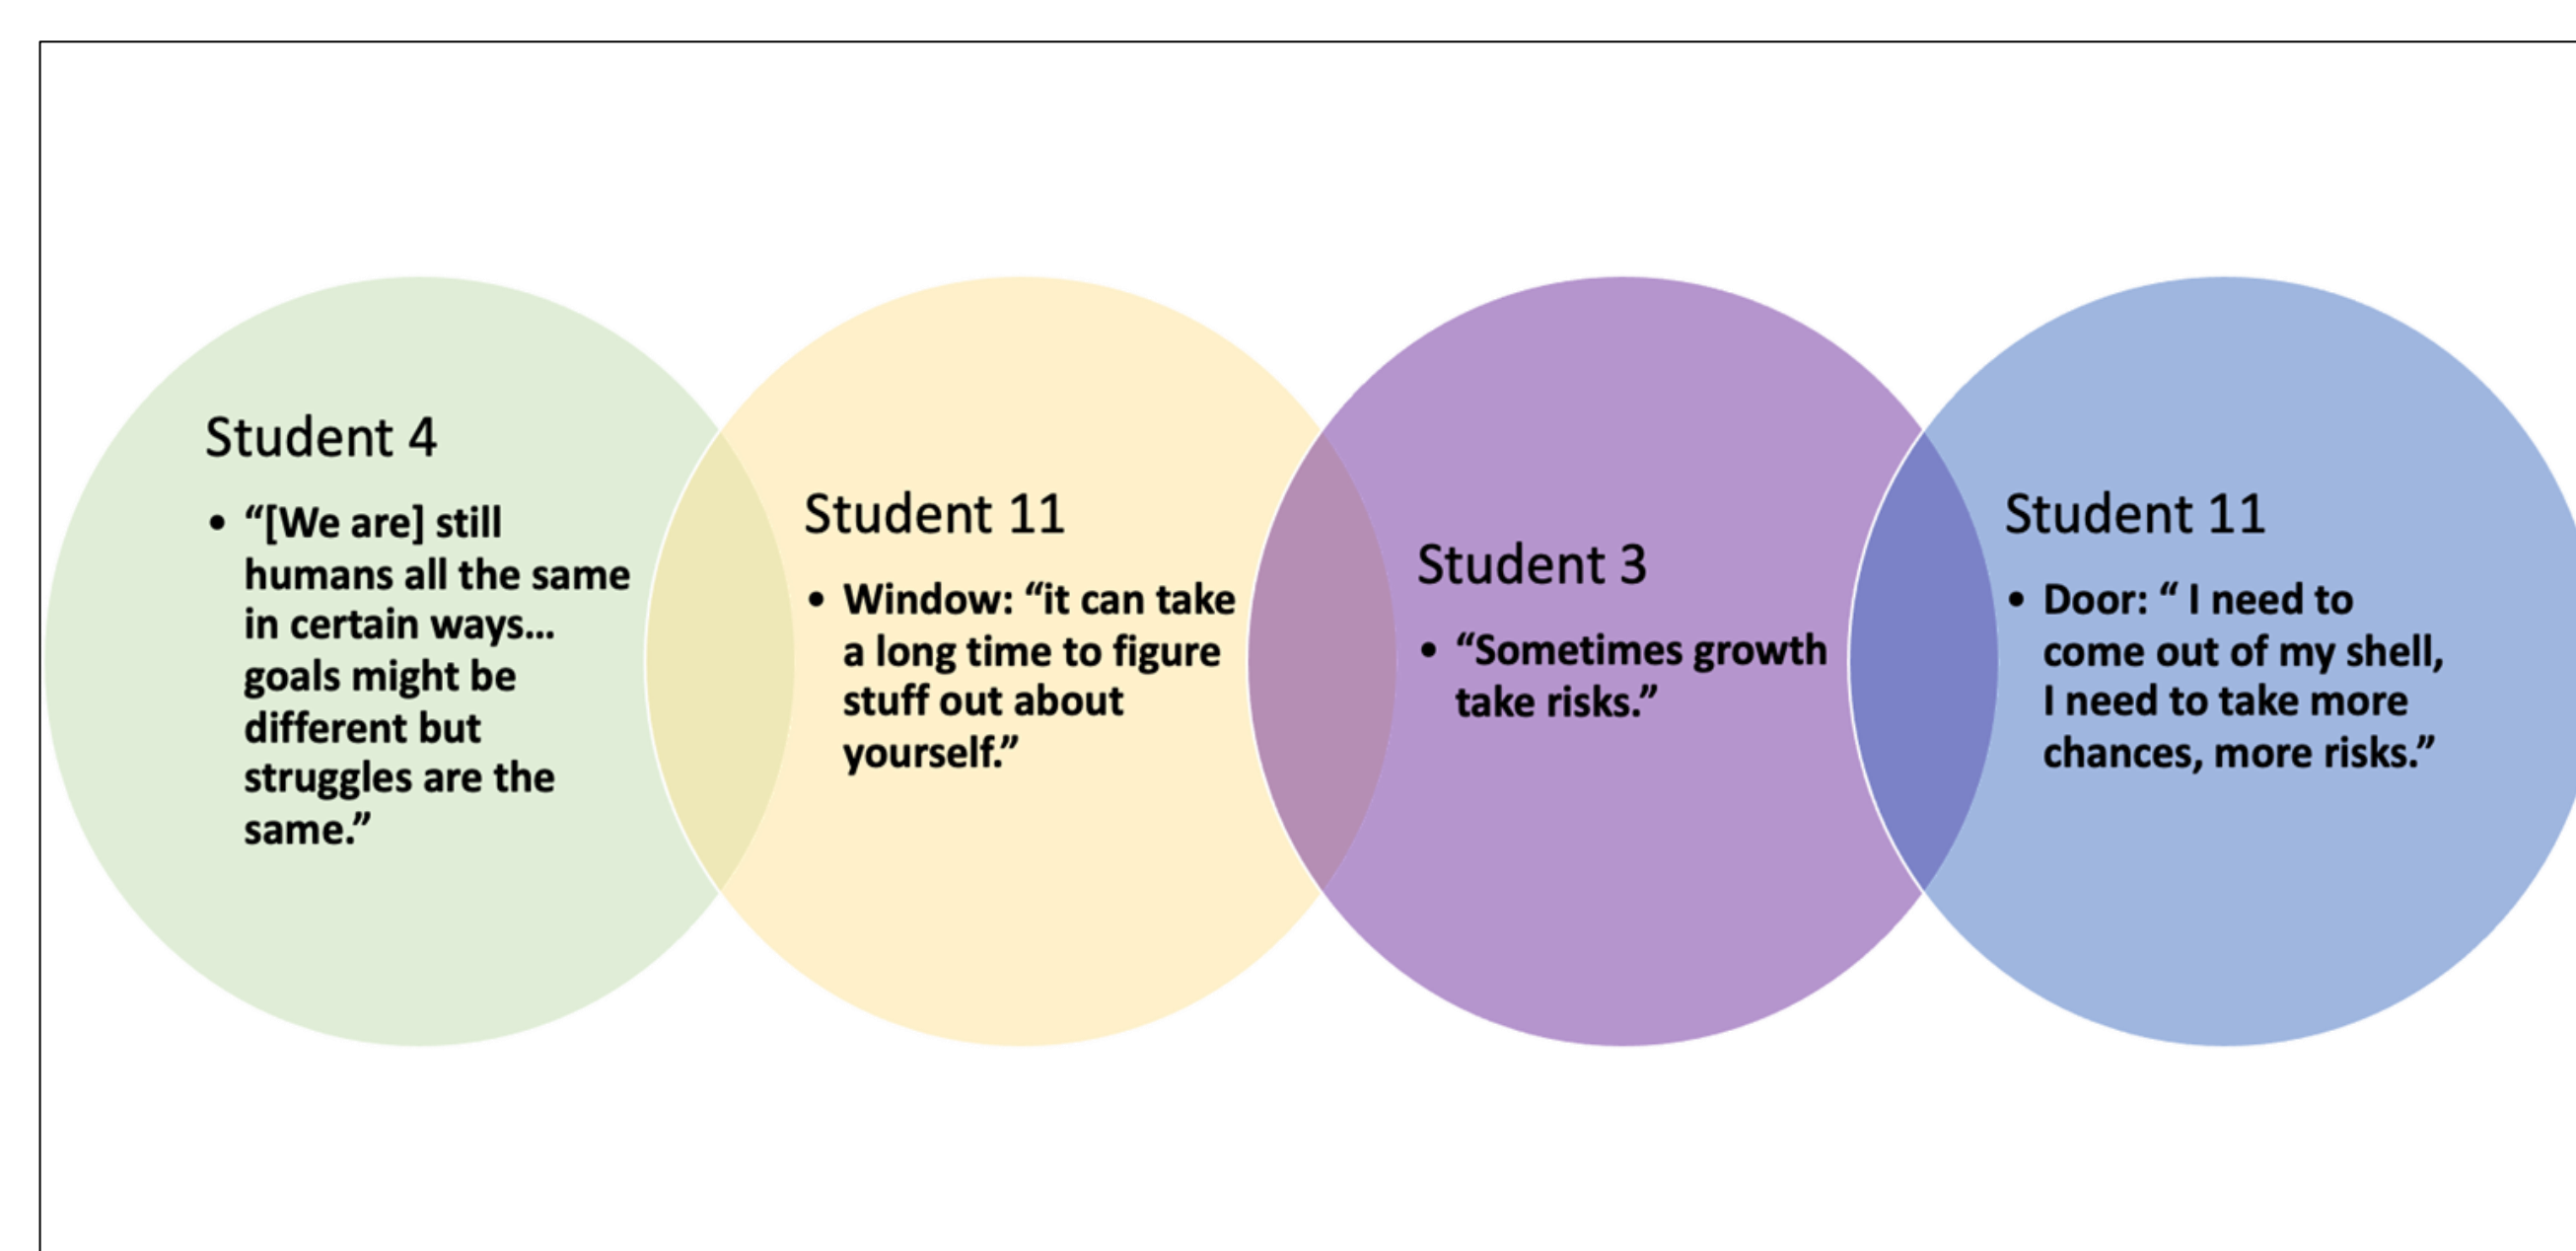 Student 4
• “[We are] still
humans all the same
in certain ways...
goals might be
different but
struggles are the
same.”
Student 11
• Window: “it can take
a long time to figure
stuff out about
yourself.”
Student 3
• “Sometimes growth
take risks.”
Student 11
• Door: “ I need to
come out of my shell,
I need to take more
chances, more risks.”